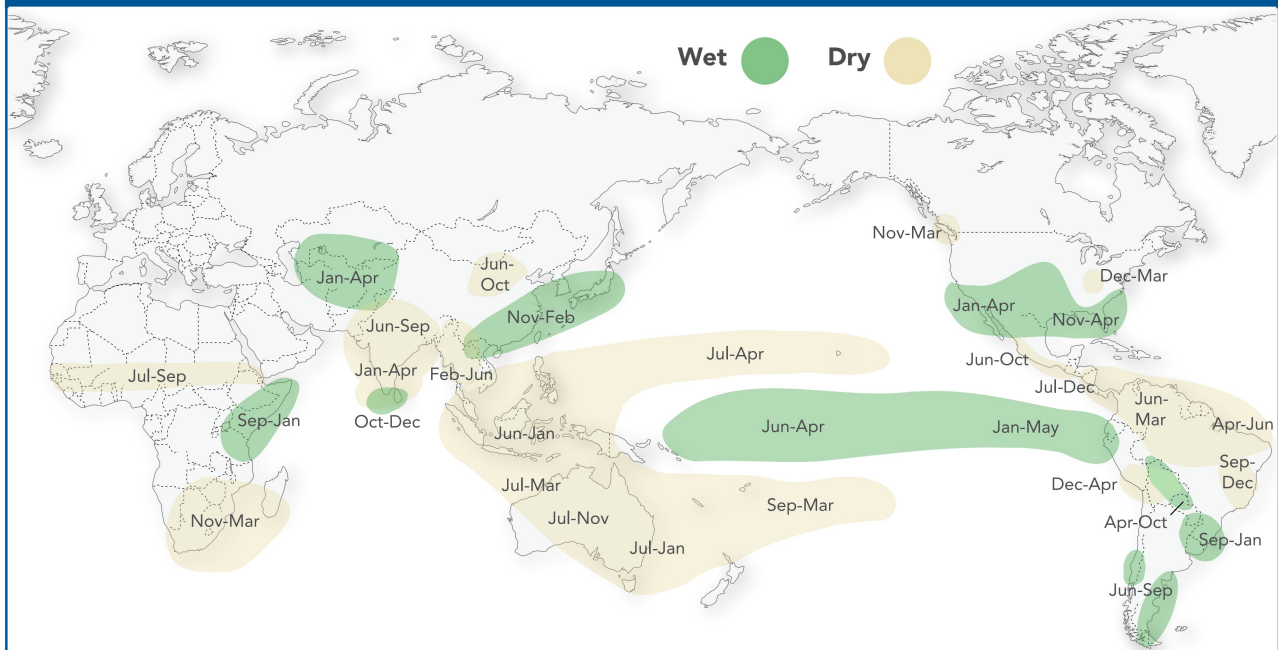 Wet
Dry
Nov-Mar
Jun-
Oct
Dec-Mar
Jan-Apr
Jan-Apr
Nov-Feb
Nov-Apr
Jun-Sep
Jul-Apr
Jun-Oct
Jan-Apr
Feb-Jun
Jul-Sep
Jul-Dec
Jun-
Mar
Sep-Jan
Oct-Dec
Jun-Jan
Jun-Apr
Jan-May
Apr-Jun
Sep-
Dec
Jul-Mar
Dec-Apr
Sep-Mar
Nov-Mar
Jul-Nov
Apr-Oct
Sep-Jan
Jul-Jan
Jun-Sep